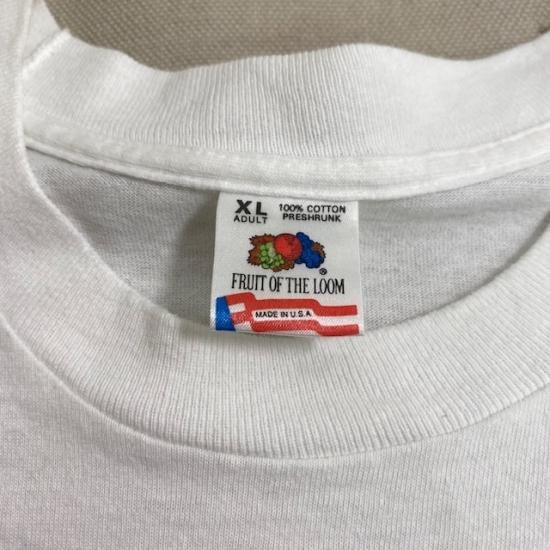 XL 100% COTTON
ADULT PRESHRUNK
®
FRUIT OF THE LOOM
MADE IN U.S.A